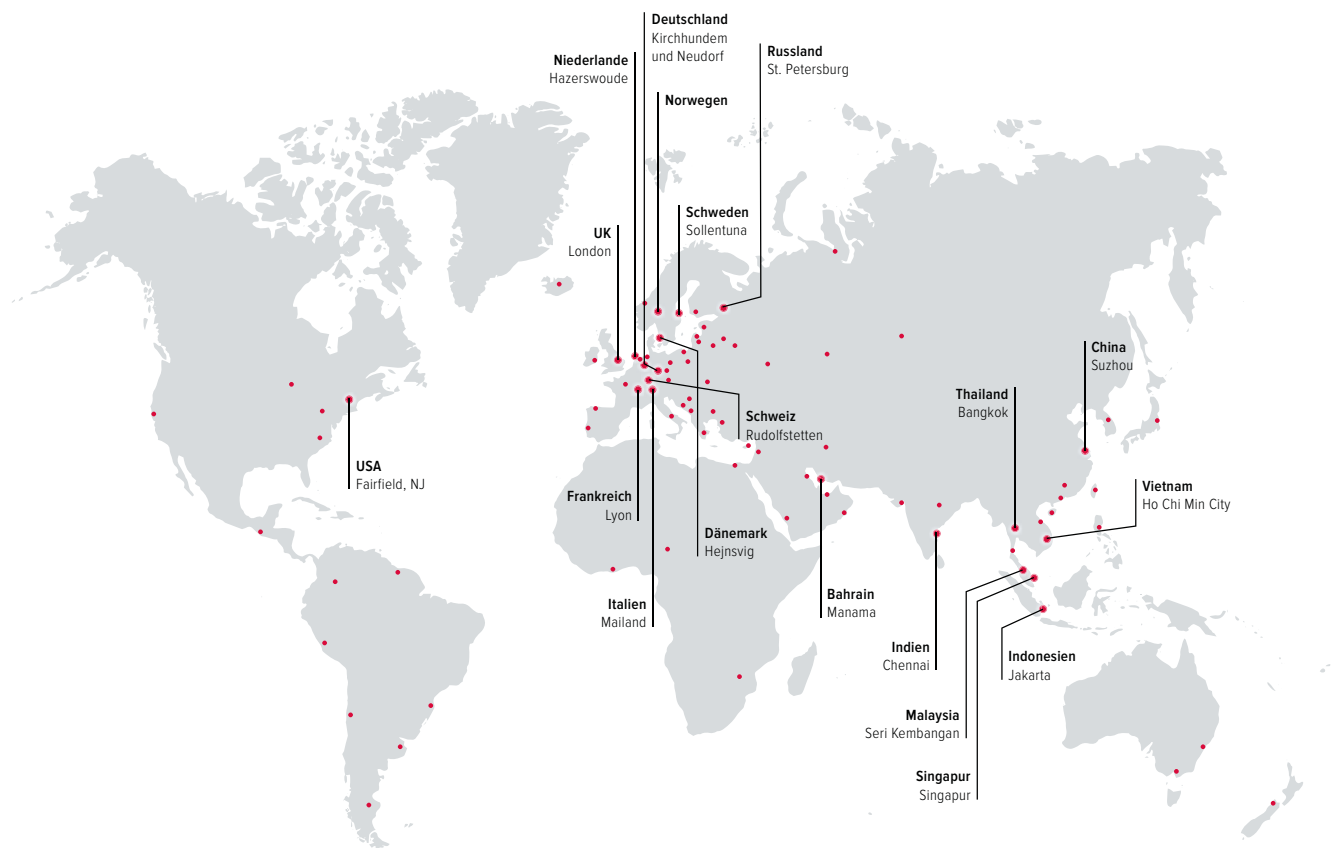 Deutschland
Kirchhundem
und Neudorf
Russland
St. Petersburg
Niederlande
Hazerswoude
Norwegen
Schweden
Sollentuna
UK
London
China
Suzhou
Thailand
Bangkok
Schweiz
Rudolfstetten
USA
Fairfield, NJ
Vietnam
Ho Chi Min City
Frankreich
Lyon
Dänemark
Hejnsvig
Bahrain
Manama
Italien
Mailand
Indien
Chennai
Indonesien
Jakarta
Malaysia
Seri Kembangan
Singapur
Singapur